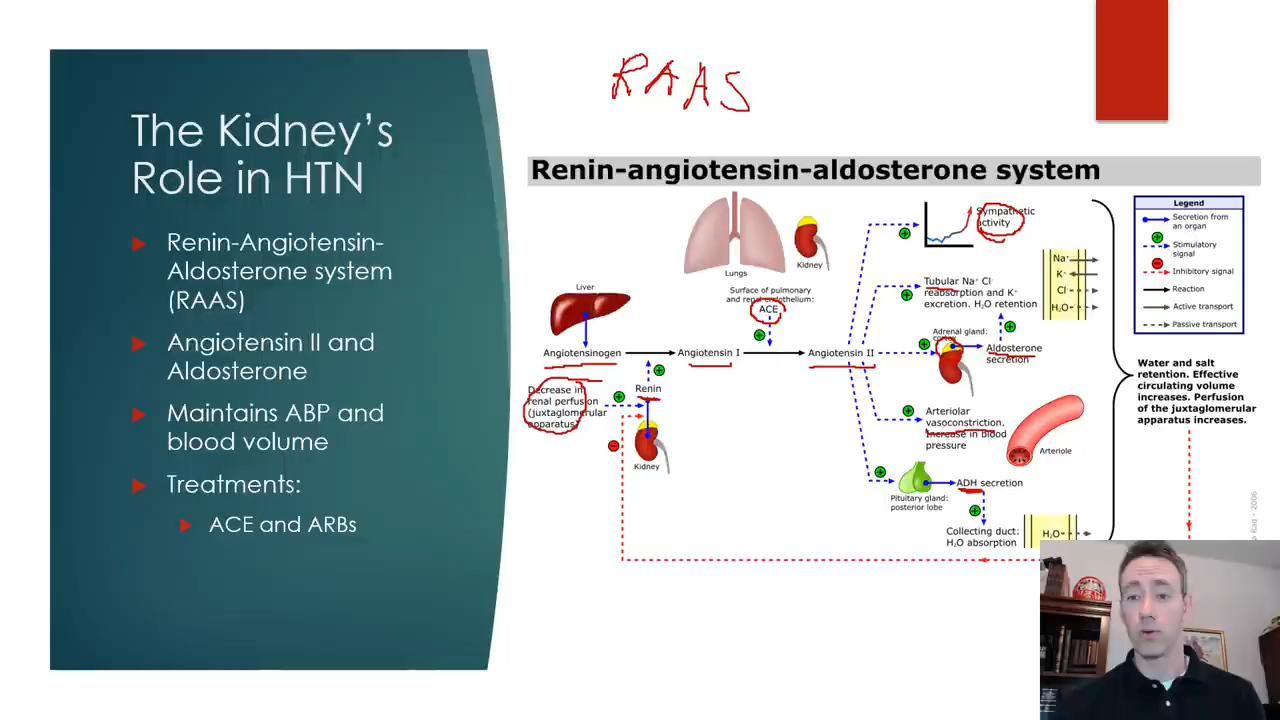 RAAS
The Kidney's
Role in HTN
Renin-Angiotensin-
Aldosterone system
(RAAS)
Angiotensin II and
Aldosterone
Maintains ABP and
blood volume
Treatments:
ACE and ARBs
Renin-angiotensin-aldosterone system
Lungs
Kidney
Liver
Surface of pulmonary
and renal endothelium:
ACE
Angiotensinogen
Angiotensin I
Angiotensin II
Decrease in
renal perfusion
(juxtaglomerular
apparatus)
Renin
Kidney
Sympathetic
activity
Tubular Na⁺ Cl⁻
reabsorption and K⁺
excretion. H₂O retention
Adrenal gland:
cortex
Aldosterone
secretion
Arteriolar
vasoconstriction.
Increase in blood
pressure
Arteriole
Pituitary gland:
posterior lobe
ADH secretion
Collecting duct:
H₂O absorption
Na⁺
K⁺
Cl⁻
H₂O
H₂O
Legend
Secretion from
an organ
Stimulatory
signal
Inhibitory signal
Reaction
Active transport
Passive transport
Water and salt
retention. Effective
circulating volume
increases. Perfusion
of the juxtaglomerular
apparatus increases.
Rad - 2006